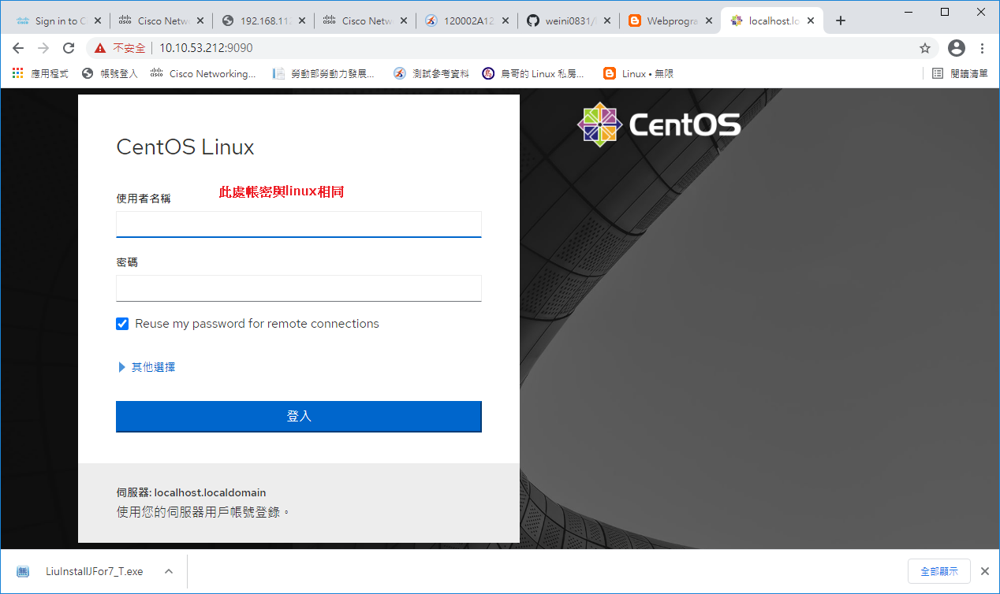 Sign in to C
Cisco Netw
192.168.11
Cisco Netw
120002A12
weini0831/
Webprogra
localhost.lo
不安全
10.10.53.212:9090
應用程式
帳號登入
Cisco Networking...
勞動部勞動力發展...
測試參考資料
鳥哥的 Linux 私房...
Linux • 無限
閱讀清單
CentOS
CentOS Linux
此處帳密與linux相同
使用者名稱
密碼
Reuse my password for remote connections
其他選擇
登入
伺服器: localhost.localdomain
使用您的伺服器用戶帳號登錄。
LiuInstallJFor7_T.exe
全部顯示